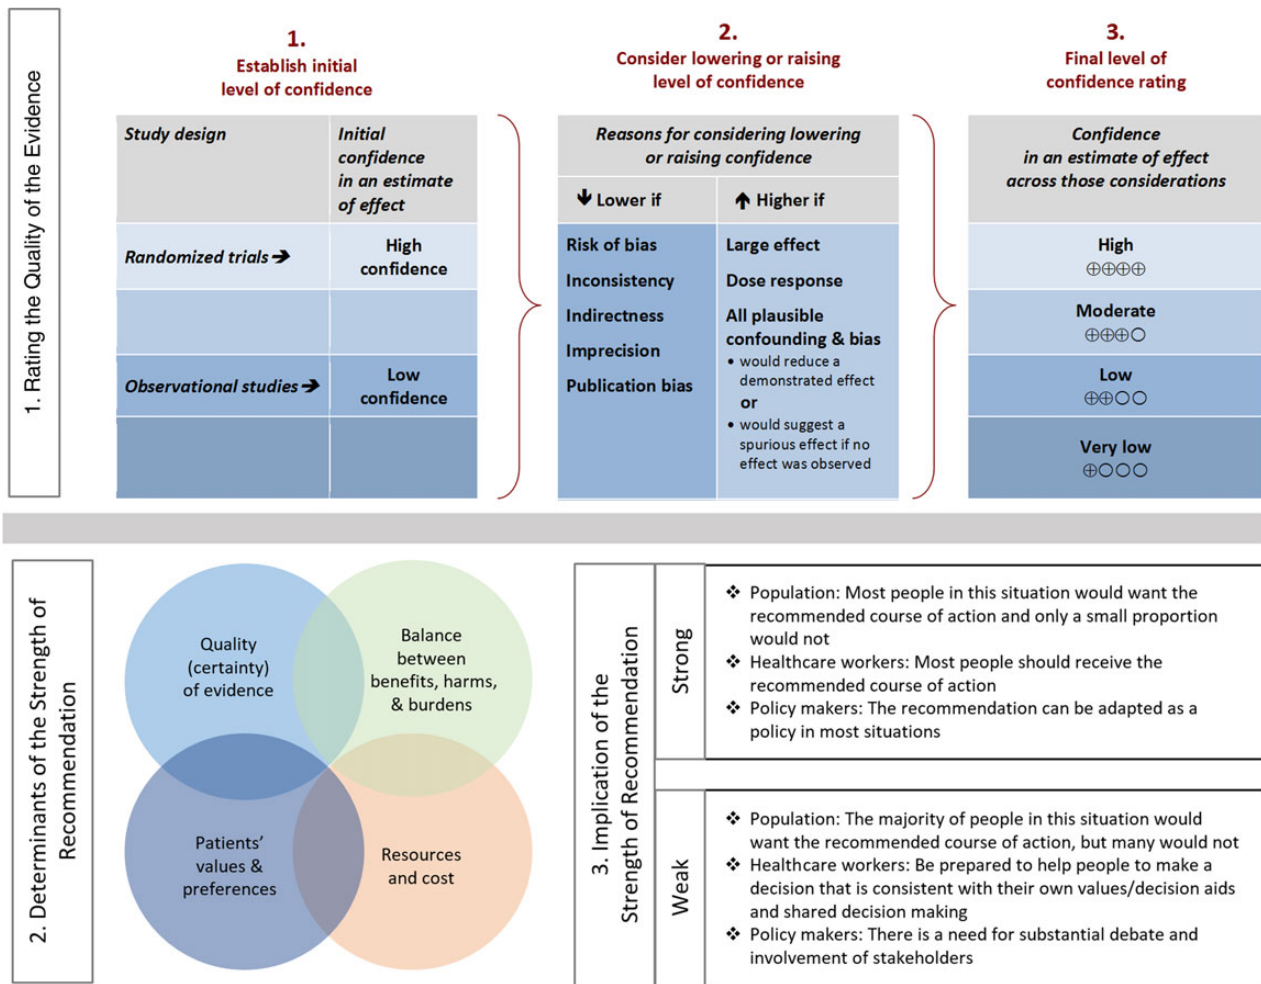 1. Rating the Quality of the Evidence
1.
Establish initial
level of confidence
2.
Consider lowering or raising
level of confidence
3.
Final level of
confidence rating
Study design
Initial
confidence
in an estimate
of effect
Randomized trials ➔
High
confidence
Observational studies ➔
Low
confidence
Reasons for considering lowering
or raising confidence
🡇 Lower if
🡅 Higher if
Risk of bias
Inconsistency
Indirectness
Imprecision
Publication bias
Large effect
Dose response
All plausible
confounding & bias
• would reduce a
demonstrated effect
or
• would suggest a
spurious effect if no
effect was observed
Confidence
in an estimate of effect
across those considerations
High
⊕⊕⊕⊕
Moderate
⊕⊕⊕○
Low
⊕⊕○○
Very low
⊕○○○
2. Determinants of the Strength of
Recommendation
Quality
(certainty)
of evidence
Balance
between
benefits, harms,
& burdens
Patients’
values &
preferences
Resources
and cost
3. Implication of the
Strength of Recommendation
Strong
❖ Population: Most people in this situation would want the
recommended course of action and only a small proportion
would not
❖ Healthcare workers: Most people should receive the
recommended course of action
❖ Policy makers: The recommendation can be adapted as a
policy in most situations
Weak
❖ Population: The majority of people in this situation would
want the recommended course of action, but many would not
❖ Healthcare workers: Be prepared to help people to make a
decision that is consistent with their own values/decision aids
and shared decision making
❖ Policy makers: There is a need for substantial debate and
involvement of stakeholders